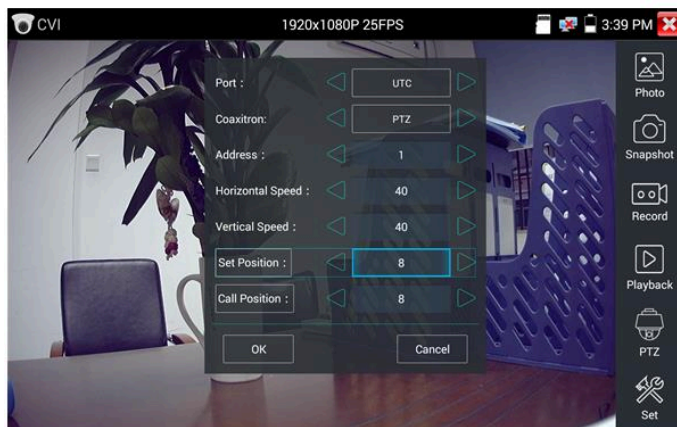 CVI 1920x1080P 25FPS 3:39 PM
Port : UTC
Coaxitron: PTZ
Address : 1
Horizontal Speed : 40
Vertical Speed : 40
Set Position : 8
Call Position : 8
OK Cancel
Photo
Snapshot
Record
Playback
PTZ
Set